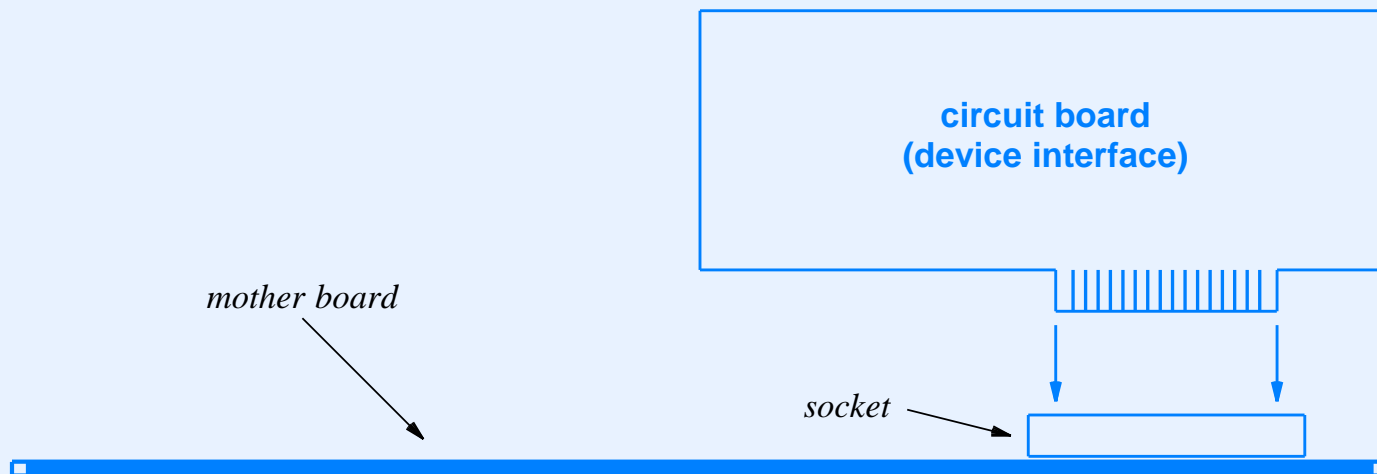 circuit board
(device interface)
mother board
socket